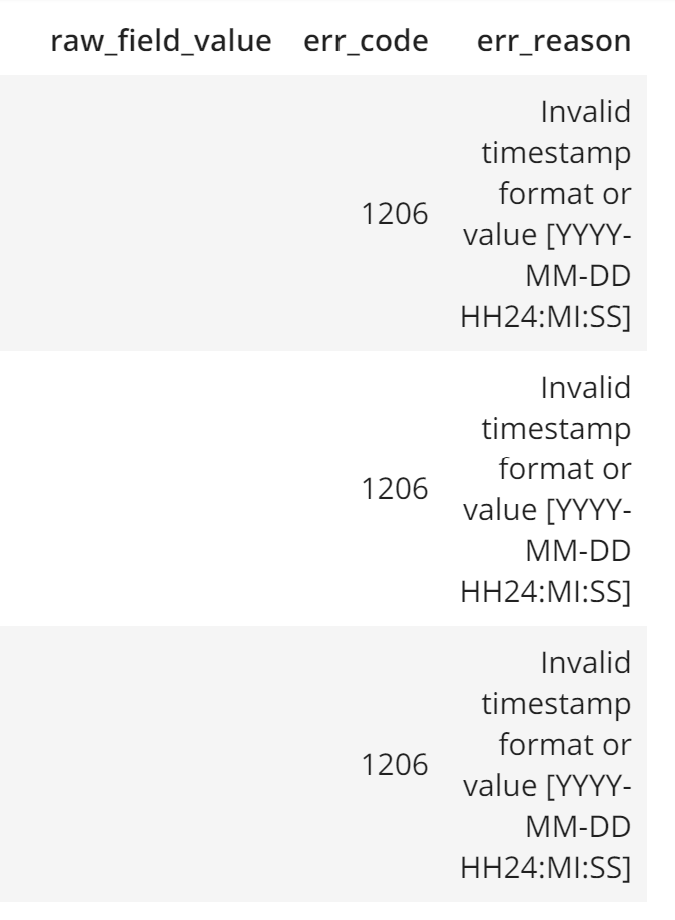 raw_field_value err_code err_reason
Invalid
timestamp
format or
1206
value [YYYY-
MM-DD
HH24:MI:SS]
Invalid
timestamp
format or
1206
value [YYYY-
MM-DD
HH24:MI:SS]
Invalid
timestamp
format or
1206
value [YYYY-
MM-DD
HH24:MI:SS]